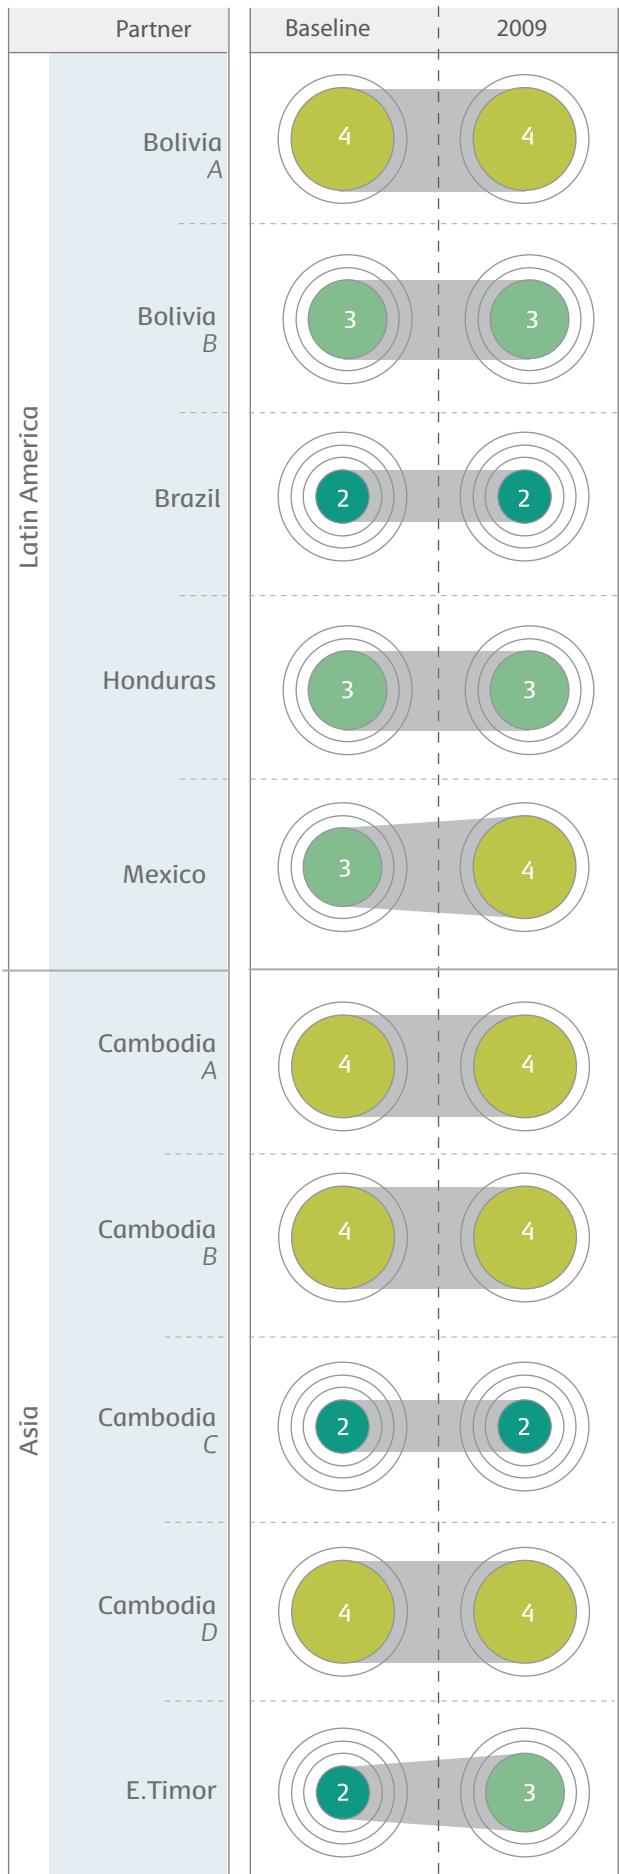 Partner Baseline 2009
Latin America
Bolivia 4 4
A
Bolivia 3 3
B
Brazil 2 2
Honduras 3 3
Mexico 3 4
Asia
Cambodia 4 4
A
Cambodia 4 4
B
Cambodia 2 2
C
Cambodia 4 4
D
E.Timor 2 3